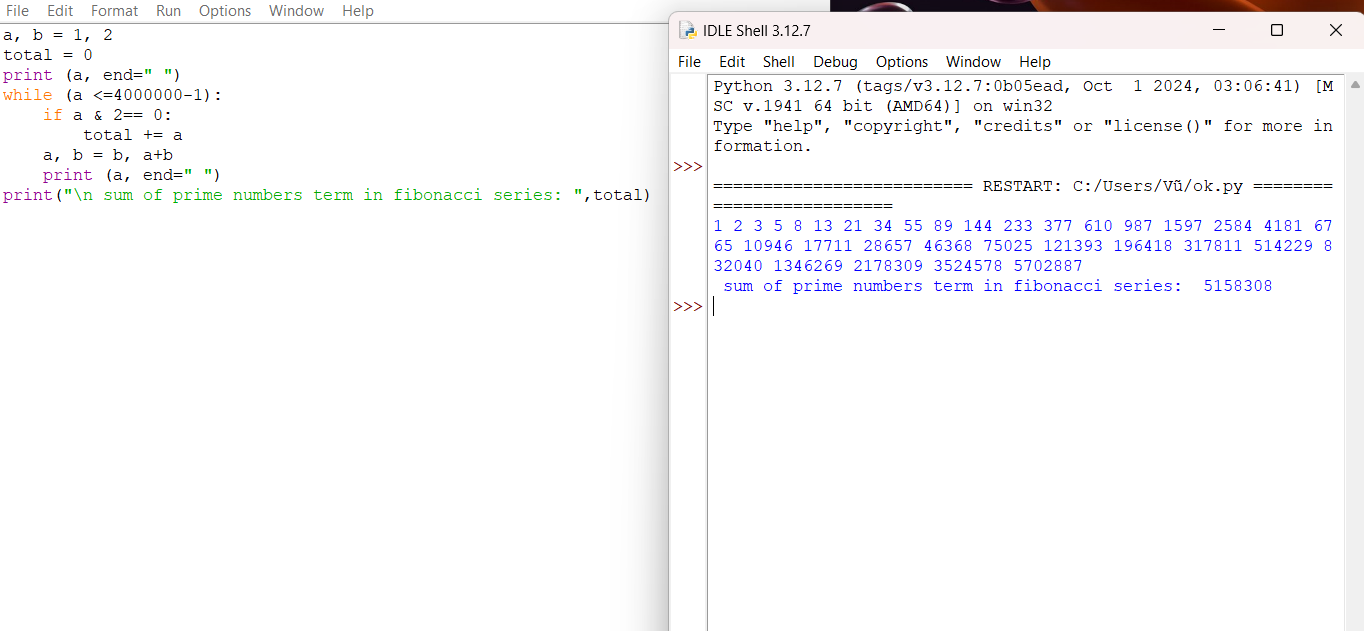 File Edit Format Run Options Window Help
a, b = 1, 2
total = 0
print (a, end=" ")
while (a <=4000000-1):
    if a & 2== 0:
        total += a
    a, b = b, a+b
    print (a, end=" ")
print("\n sum of prime numbers term in fibonacci series: ",total)
IDLE Shell 3.12.7
File Edit Shell Debug Options Window Help
Python 3.12.7 (tags/v3.12.7:0b05ead, Oct  1 2024, 03:06:41) [M
SC v.1941 64 bit (AMD64)] on win32
Type "help", "copyright", "credits" or "license()" for more in
formation.
>>>
========================== RESTART: C:/Users/Vũ/ok.py ========
==================
1 2 3 5 8 13 21 34 55 89 144 233 377 610 987 1597 2584 4181 67
65 10946 17711 28657 46368 75025 121393 196418 317811 514229 8
32040 1346269 2178309 3524578 5702887
 sum of prime numbers term in fibonacci series:  5158308
>>>